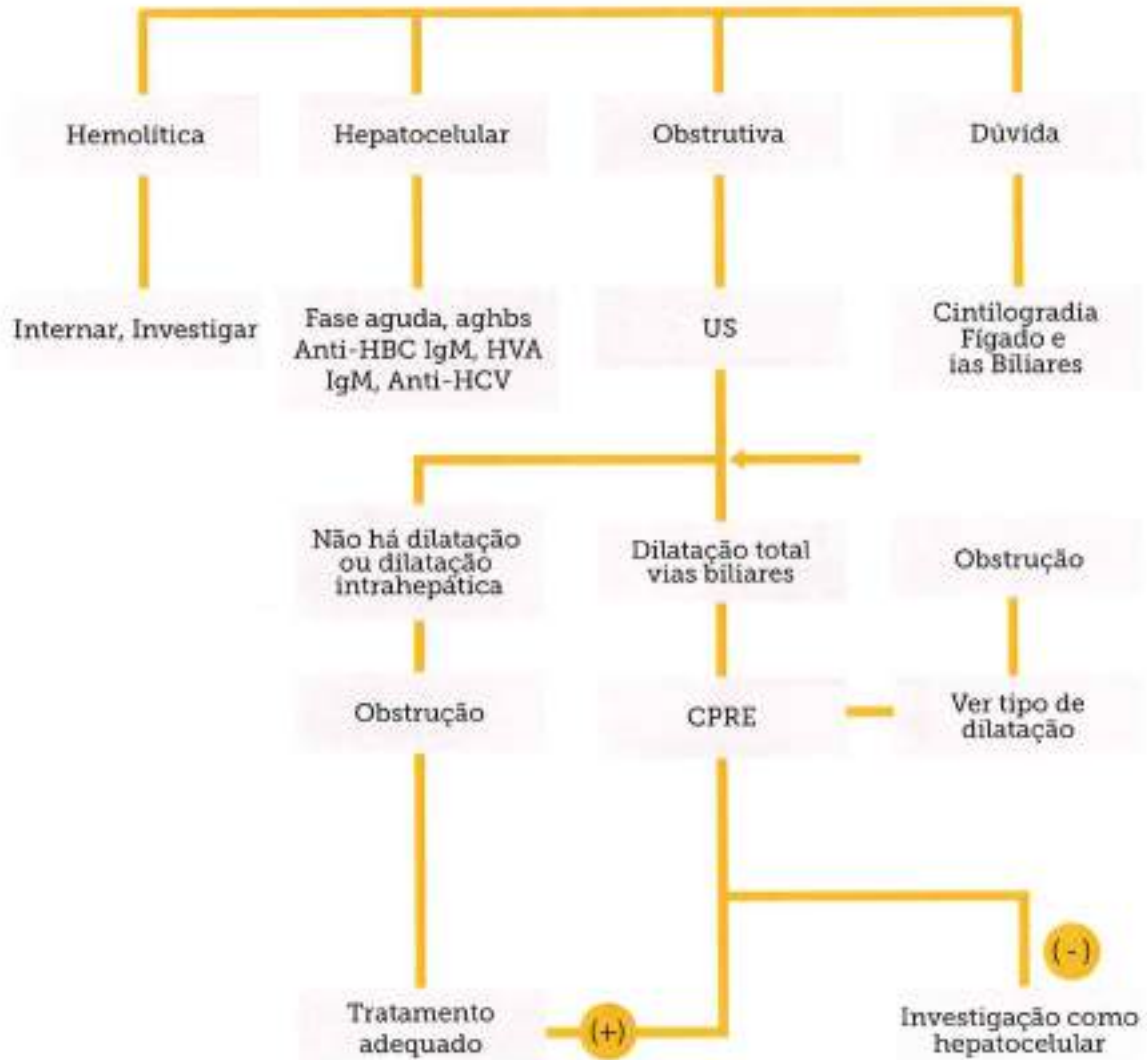 Hemolítica
Hepatocelular
Obstrutiva
Dúvida
Internar, Investigar
Fase aguda, aghbs
Anti-HBC IgM, HVA
IgM, Anti-HCV
US
Cintilogradia
Fígado e
ias Biliares
Não há dilatação
ou dilatação
intrahepática
Dilatação total
vias biliares
Obstrução
Obstrução
CPRE
Ver tipo de
dilatação
(-)
Tratamento
adequado
(+)
Investigação como
hepatocelular